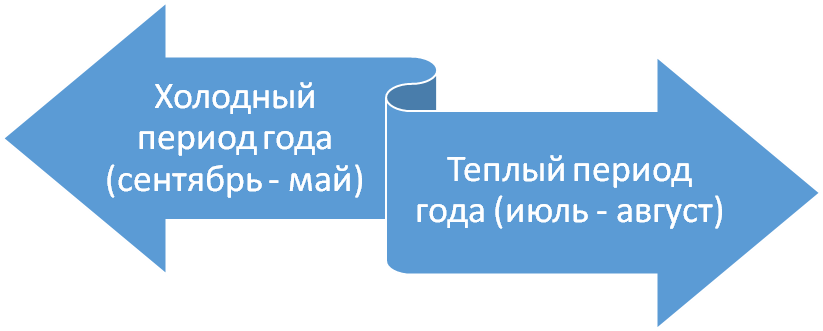 Холодный
период года
(сентябрь - май)
Теплый период
года (июль - август)